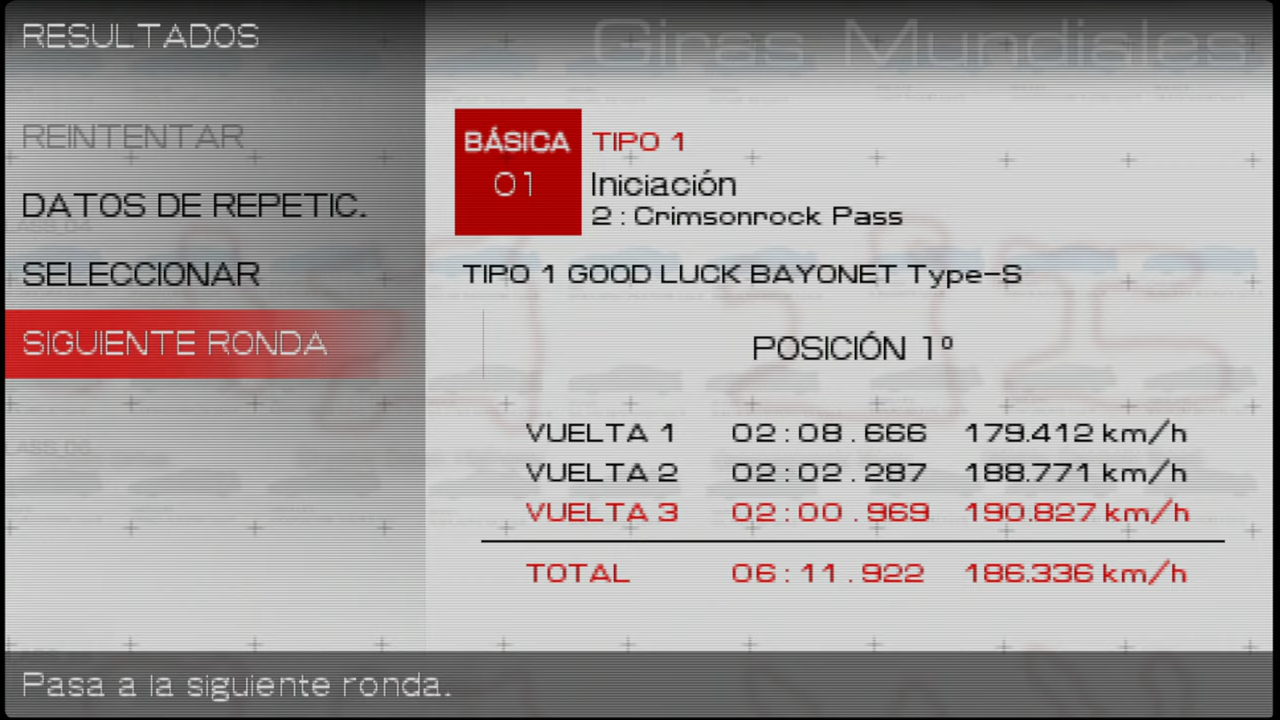 RESULTADOS
Giras Mundiales
REINTENTAR
DATOS DE REPETIC.
SELECCIONAR
SIGUIENTE RONDA
BÁSICA
01
TIPO 1
Iniciación
2 : Crimsonrock Pass
TIPO 1 GOOD LUCK BAYONET Type-S
POSICIÓN 1º
VUELTA 1 02 : 08 . 666 179.412 km/h
VUELTA 2 02 : 02 . 287 188.771 km/h
VUELTA 3 02 : 00 . 969 190.827 km/h
TOTAL 06 : 11 . 922 186.336 km/h
Pasa a la siguiente ronda.